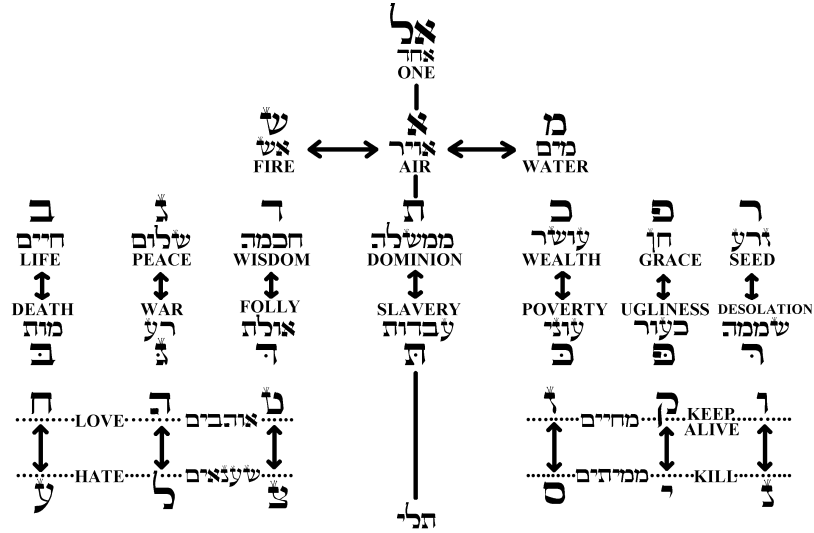 אל
אחד
ONE
ש א מ
אש אויר מים
FIRE AIR WATER
ב ג ד ת כ פ ר
חיים שלום חכמה ממשלה עושר חן זרע
LIFE PEACE WISDOM DOMINION WEALTH GRACE SEED
DEATH WAR FOLLY SLAVERY POVERTY UGLINESS DESOLATION
מות רע אולת עבדות עוני כעור שממה
בּ גּ דּ תּ כּ פּ רּ
ח ה ט ז ק ו
LOVE אוהבים מחיים KEEP
ALIVE
HATE שענאים ממיתים KILL
ע ל צ ס י נ
תלי